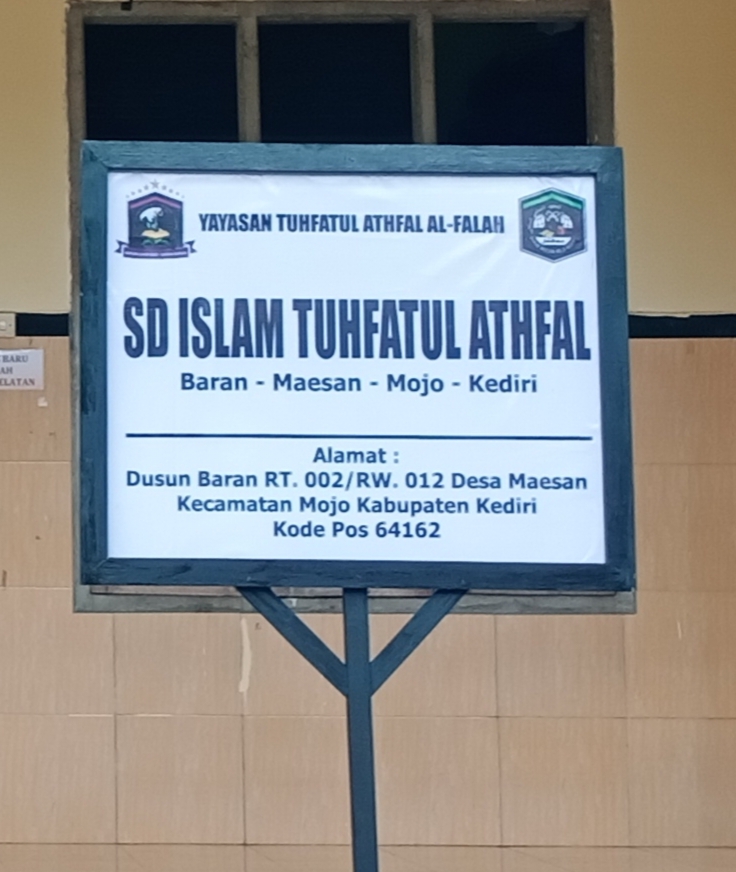 YAYASAN TUHFATUL ATHFAL AL-FALAH
SD ISLAM TUHFATUL ATHFAL
Baran - Maesan - Mojo - Kediri
Alamat :
Dusun Baran RT. 002/RW. 012 Desa Maesan
Kecamatan Mojo Kabupaten Kediri
Kode Pos 64162